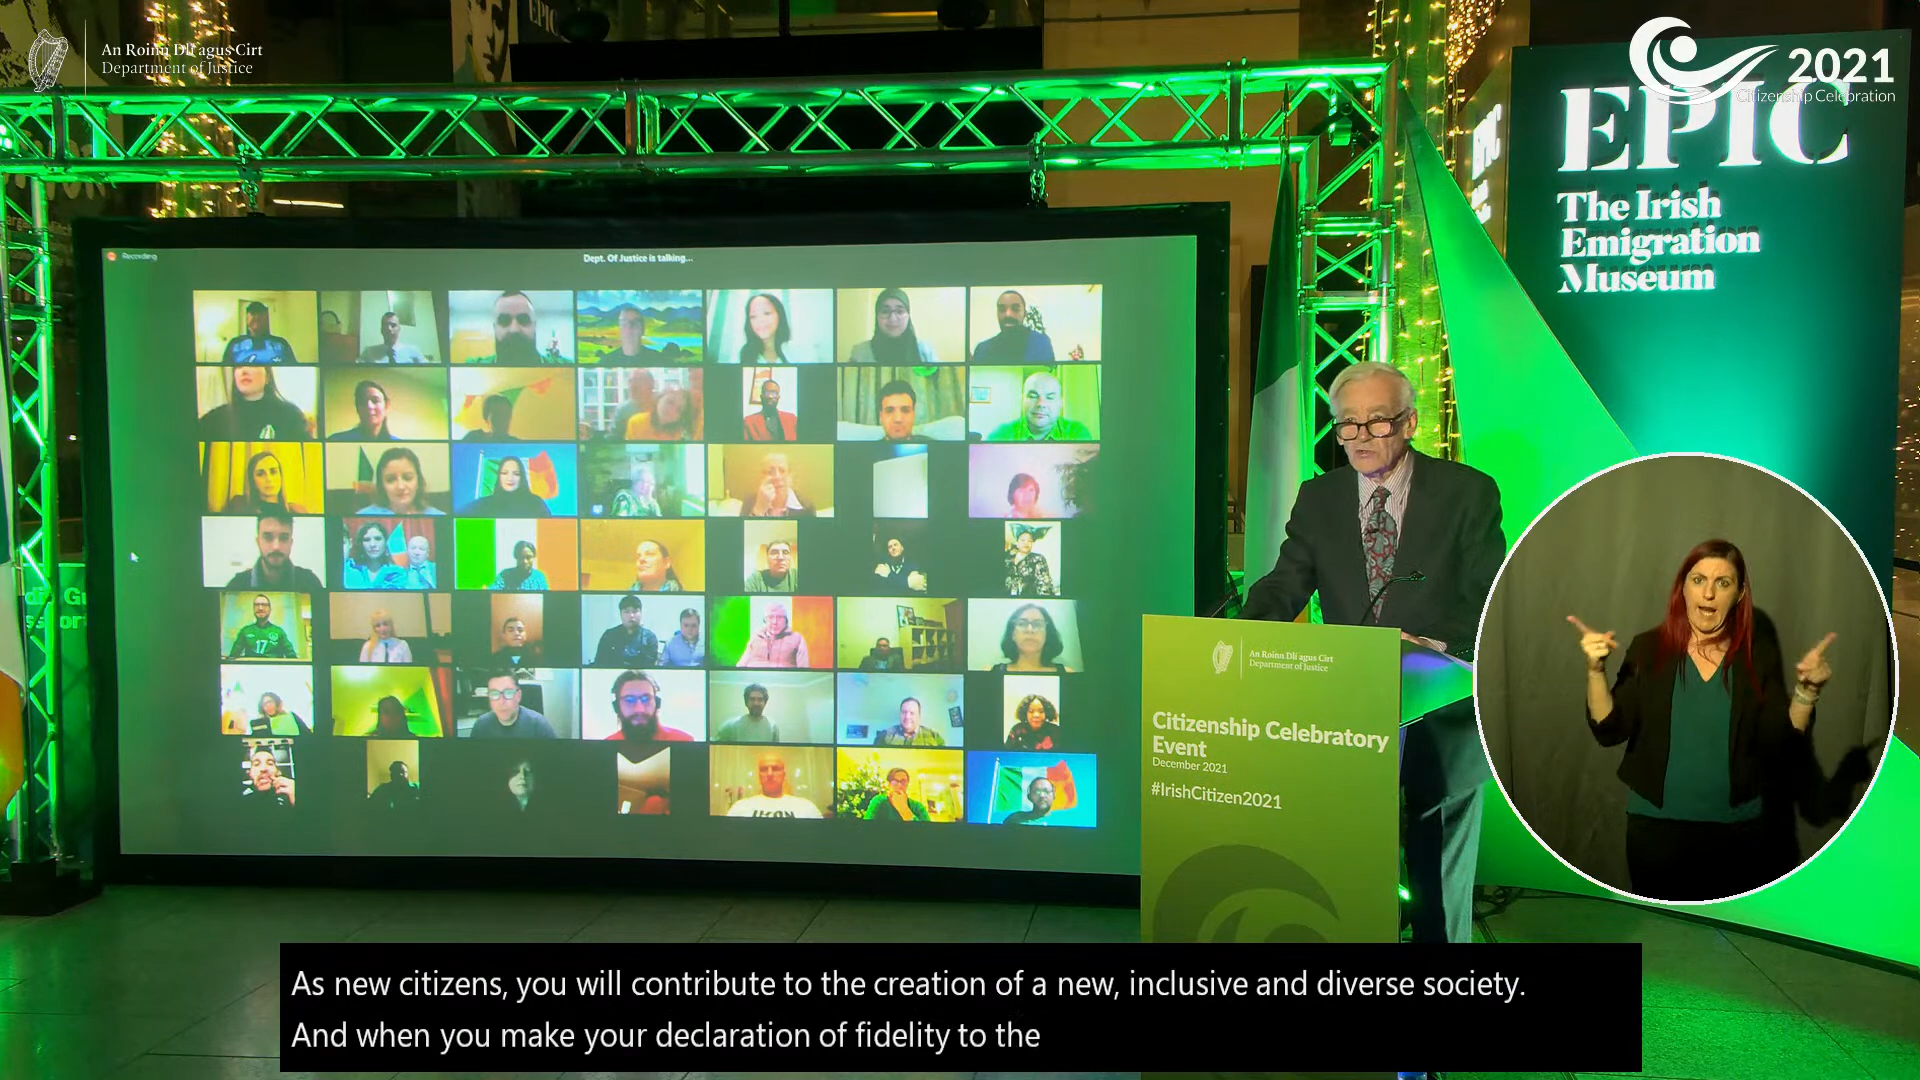 An Roinn Dlí agus Cirt
Department of Justice
EPIC
2021
Citizenship Celebration
EPIC
The Irish
Emigration
Museum
Recording
Dept. Of Justice is talking...
17
An Roinn Dlí agus Cirt
Department of Justice
Citizenship Celebratory
Event
December 2021
#IrishCitizen2021
As new citizens, you will contribute to the creation of a new, inclusive and diverse society.
And when you make your declaration of fidelity to the